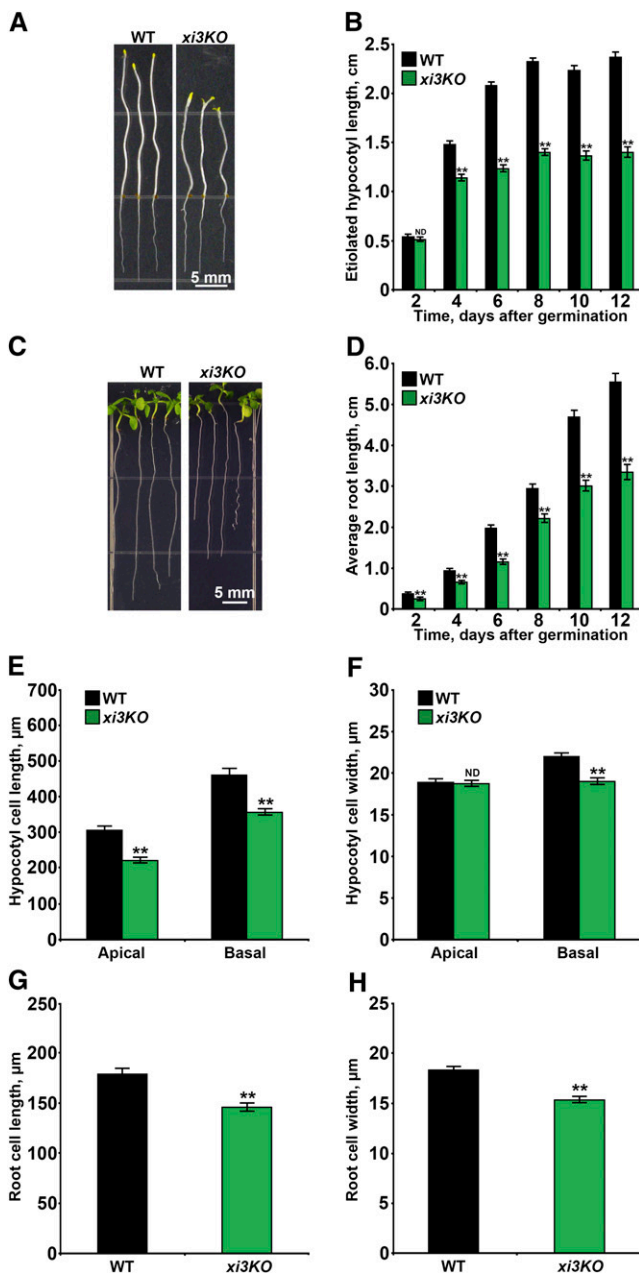 A
WT
xi3KO
5 mm
B
Etiolated hypocotyl length, cm
2.5
2.0
1.5
1.0
0.5
0
WT
xi3KO
ND
**
**
**
**
**
2 4 6 8 10 12
Time, days after germination
C
WT
xi3KO
5 mm
D
Average root length, cm
6.0
5.0
4.0
3.0
2.0
1.0
0
WT
xi3KO
**
**
**
**
**
**
2 4 6 8 10 12
Time, days after germination
E
Hypocotyl cell length, µm
700
600
500
400
300
200
100
0
WT
xi3KO
**
**
Apical Basal
F
Hypocotyl cell width, µm
30
25
20
15
10
5
0
WT
xi3KO
ND
**
Apical Basal
G
Root cell length, µm
250
200
150
100
50
0
**
WT xi3KO
H
Root cell width, µm
25
20
15
10
5
0
**
WT xi3KO